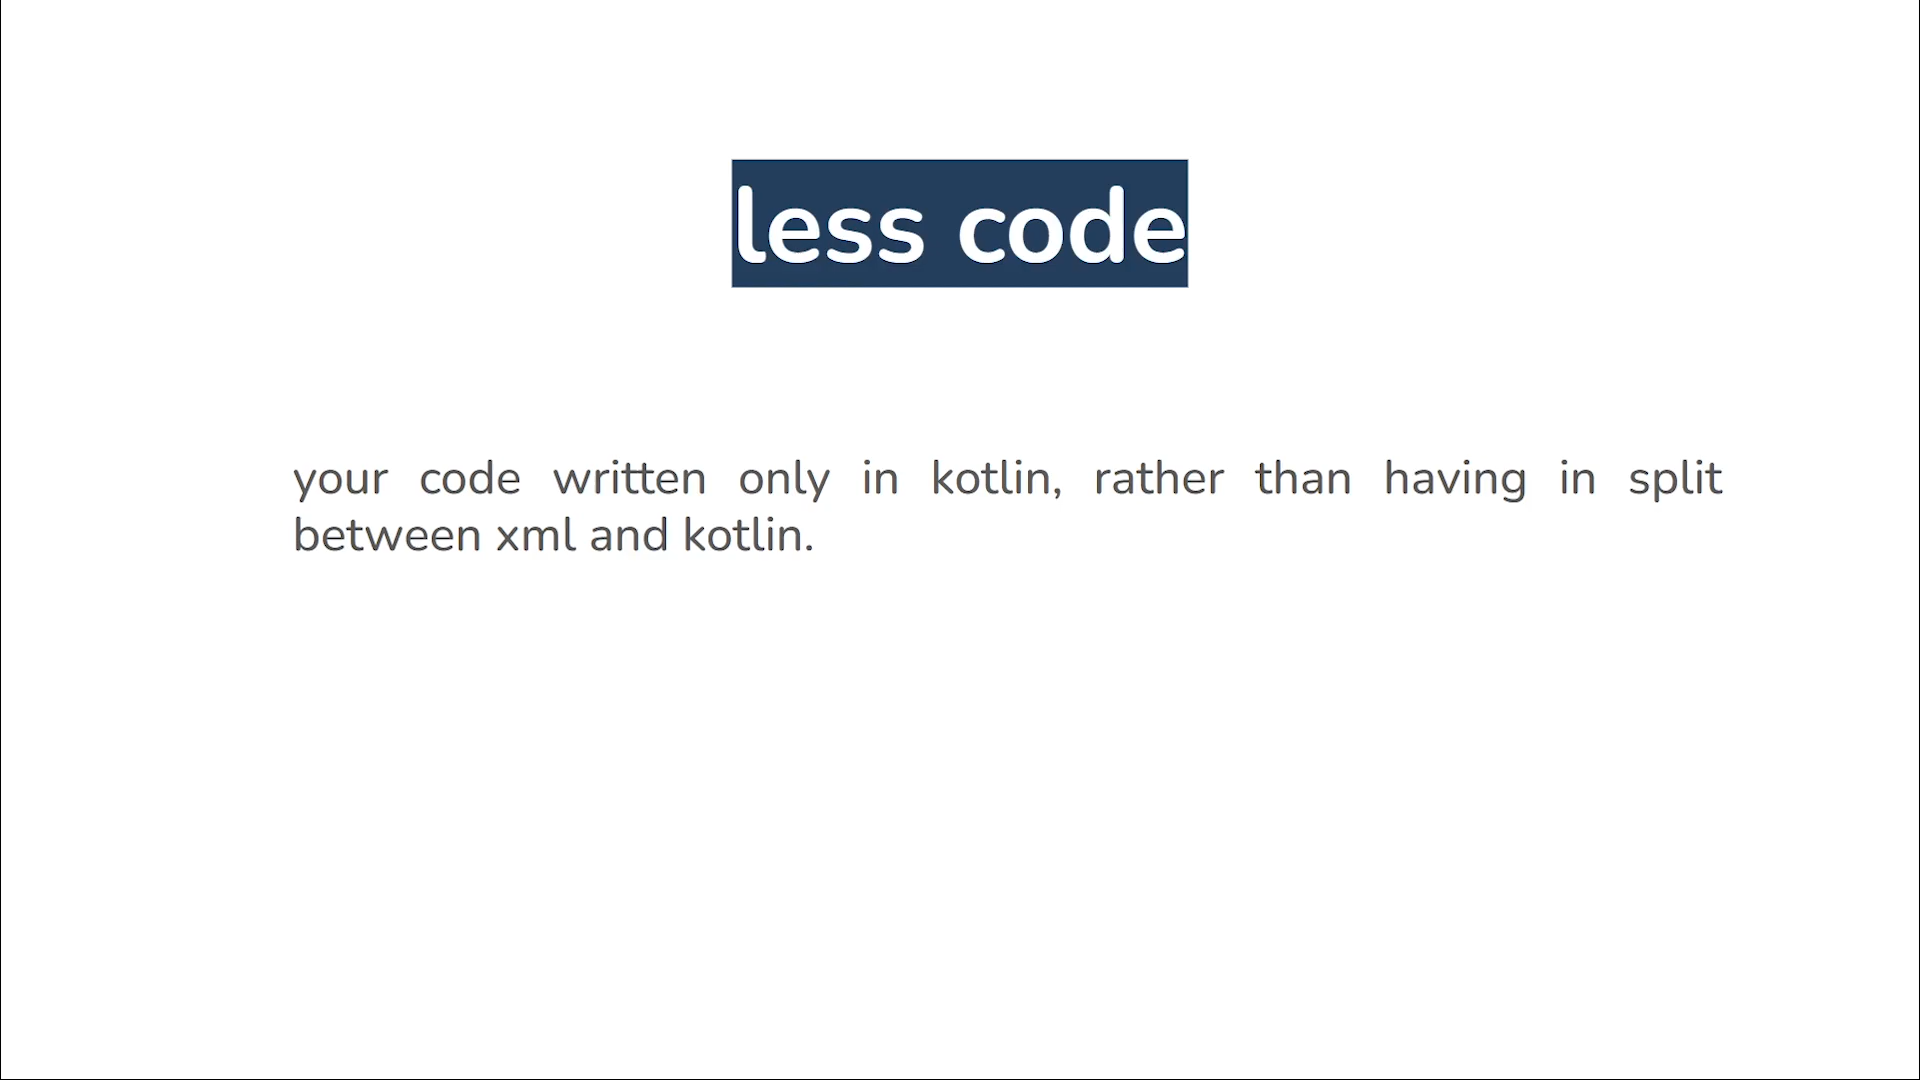 less code
your code written only in kotlin, rather than having in split
between xml and kotlin.